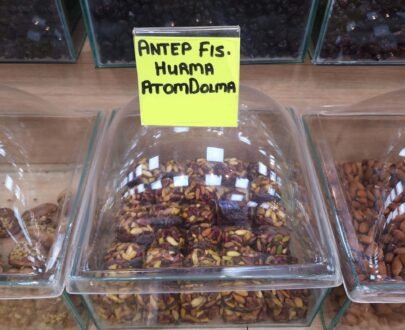 ANTEP FIS.
HURMA
ATOMDOLMA